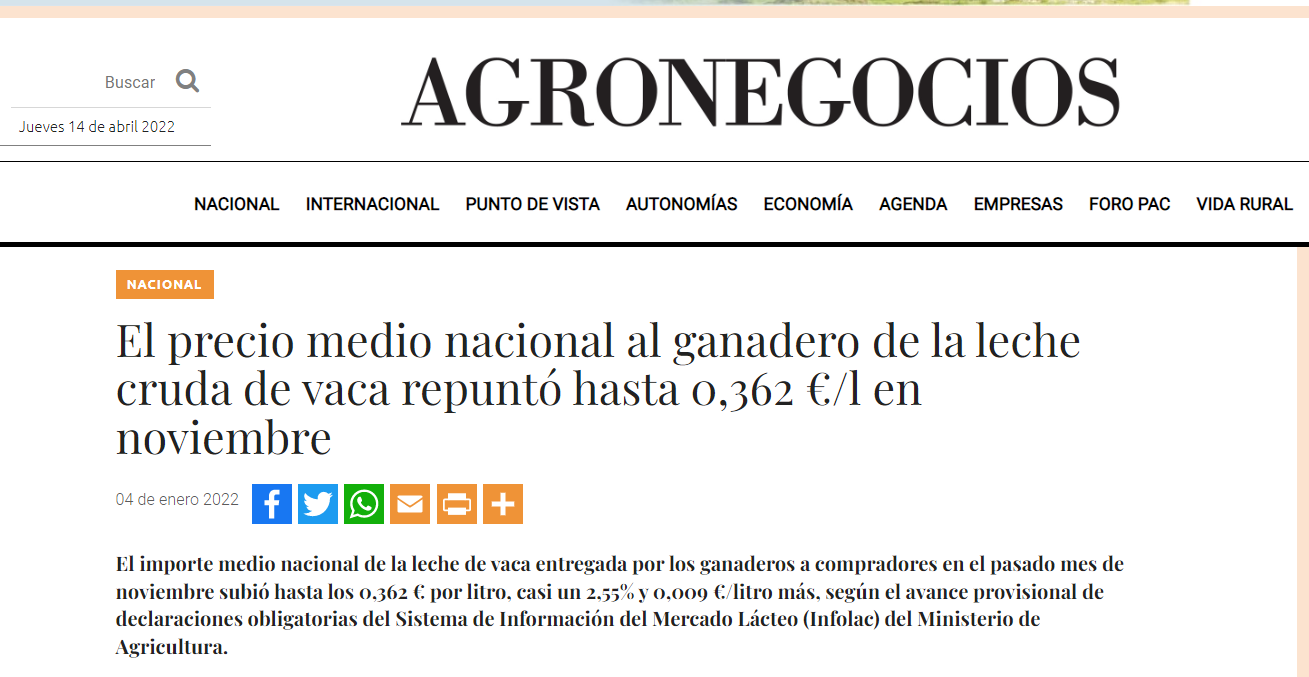 Buscar
Jueves 14 de abril 2022
AGRONEGOCIOS
NACIONAL INTERNACIONAL PUNTO DE VISTA AUTONOMÍAS ECONOMÍA AGENDA EMPRESAS FORO PAC VIDA RURAL
NACIONAL
El precio medio nacional al ganadero de la leche
cruda de vaca repuntó hasta 0,362 €/l en
noviembre
04 de enero 2022
El importe medio nacional de la leche de vaca entregada por los ganaderos a compradores en el pasado mes de
noviembre subió hasta los 0,362 € por litro, casi un 2,55% y 0,009 €/litro más, según el avance provisional de
declaraciones obligatorias del Sistema de Información del Mercado Lácteo (Infolac) del Ministerio de
Agricultura.